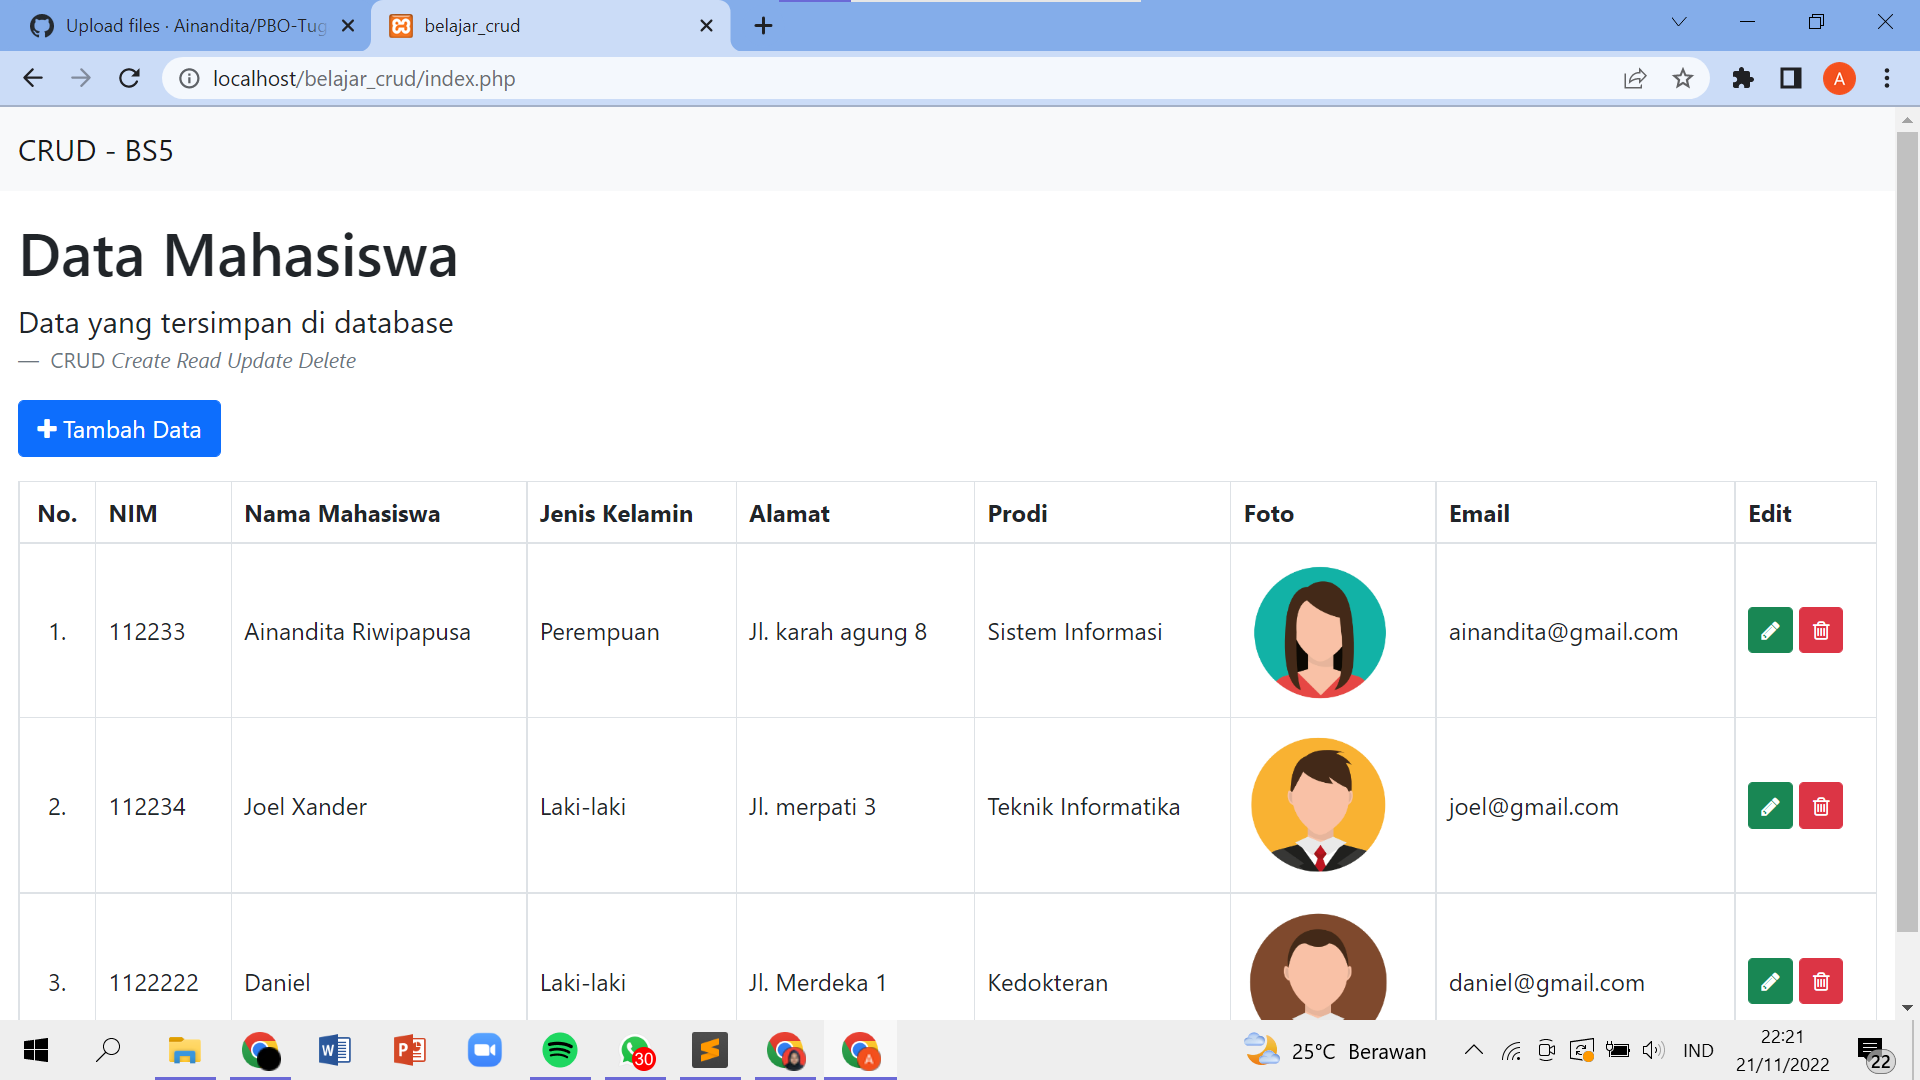 Upload files · Ainandita/PBO-Tug
belajar_crud
localhost/belajar_crud/index.php
A
CRUD - BS5
Data Mahasiswa
Data yang tersimpan di database
— CRUD Create Read Update Delete
Tambah Data
No. NIM Nama Mahasiswa Jenis Kelamin Alamat Prodi Foto Email Edit
1. 112233 Ainandita Riwipapusa Perempuan Jl. karah agung 8 Sistem Informasi ainandita@gmail.com
2. 112234 Joel Xander Laki-laki Jl. merpati 3 Teknik Informatika joel@gmail.com
3. 1122222 Daniel Laki-laki Jl. Merdeka 1 Kedokteran daniel@gmail.com
30
A
25°C Berawan
IND
22:21
21/11/2022
22